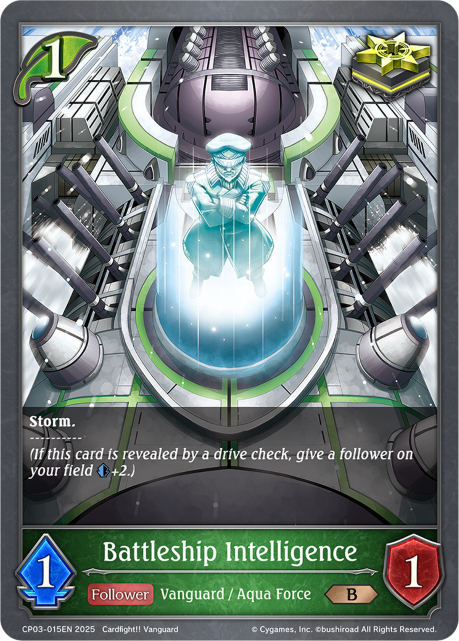 1
Storm.
----------
(If this card is revealed by a drive check, give a follower on
your field +2.)
Battleship Intelligence
1
Follower Vanguard / Aqua Force B
1
CP03-015EN 2025 Cardfight!! Vanguard © Cygames, Inc. ©bushiroad All Rights Reserved.